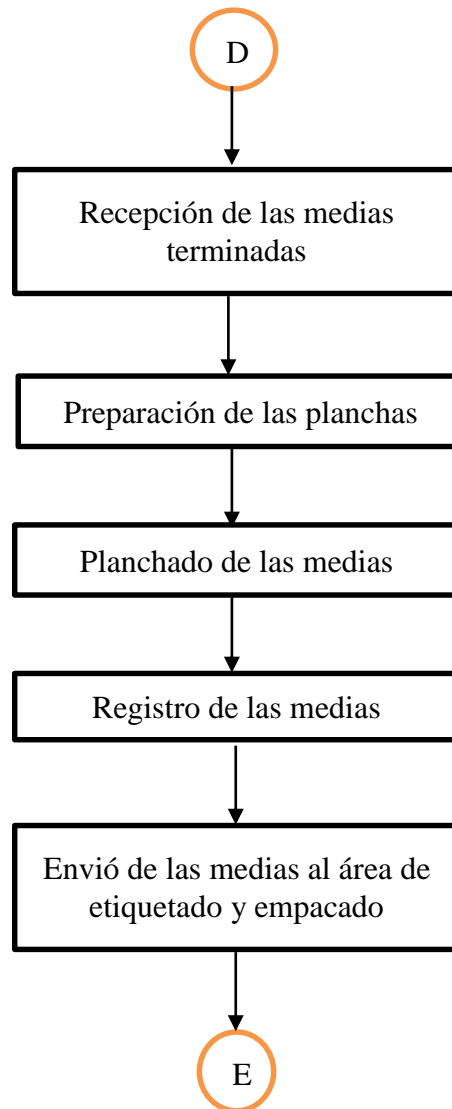 D
Recepción de las medias
terminadas
Preparación de las planchas
Planchado de las medias
Registro de las medias
Envió de las medias al área de
etiquetado y empacado
E